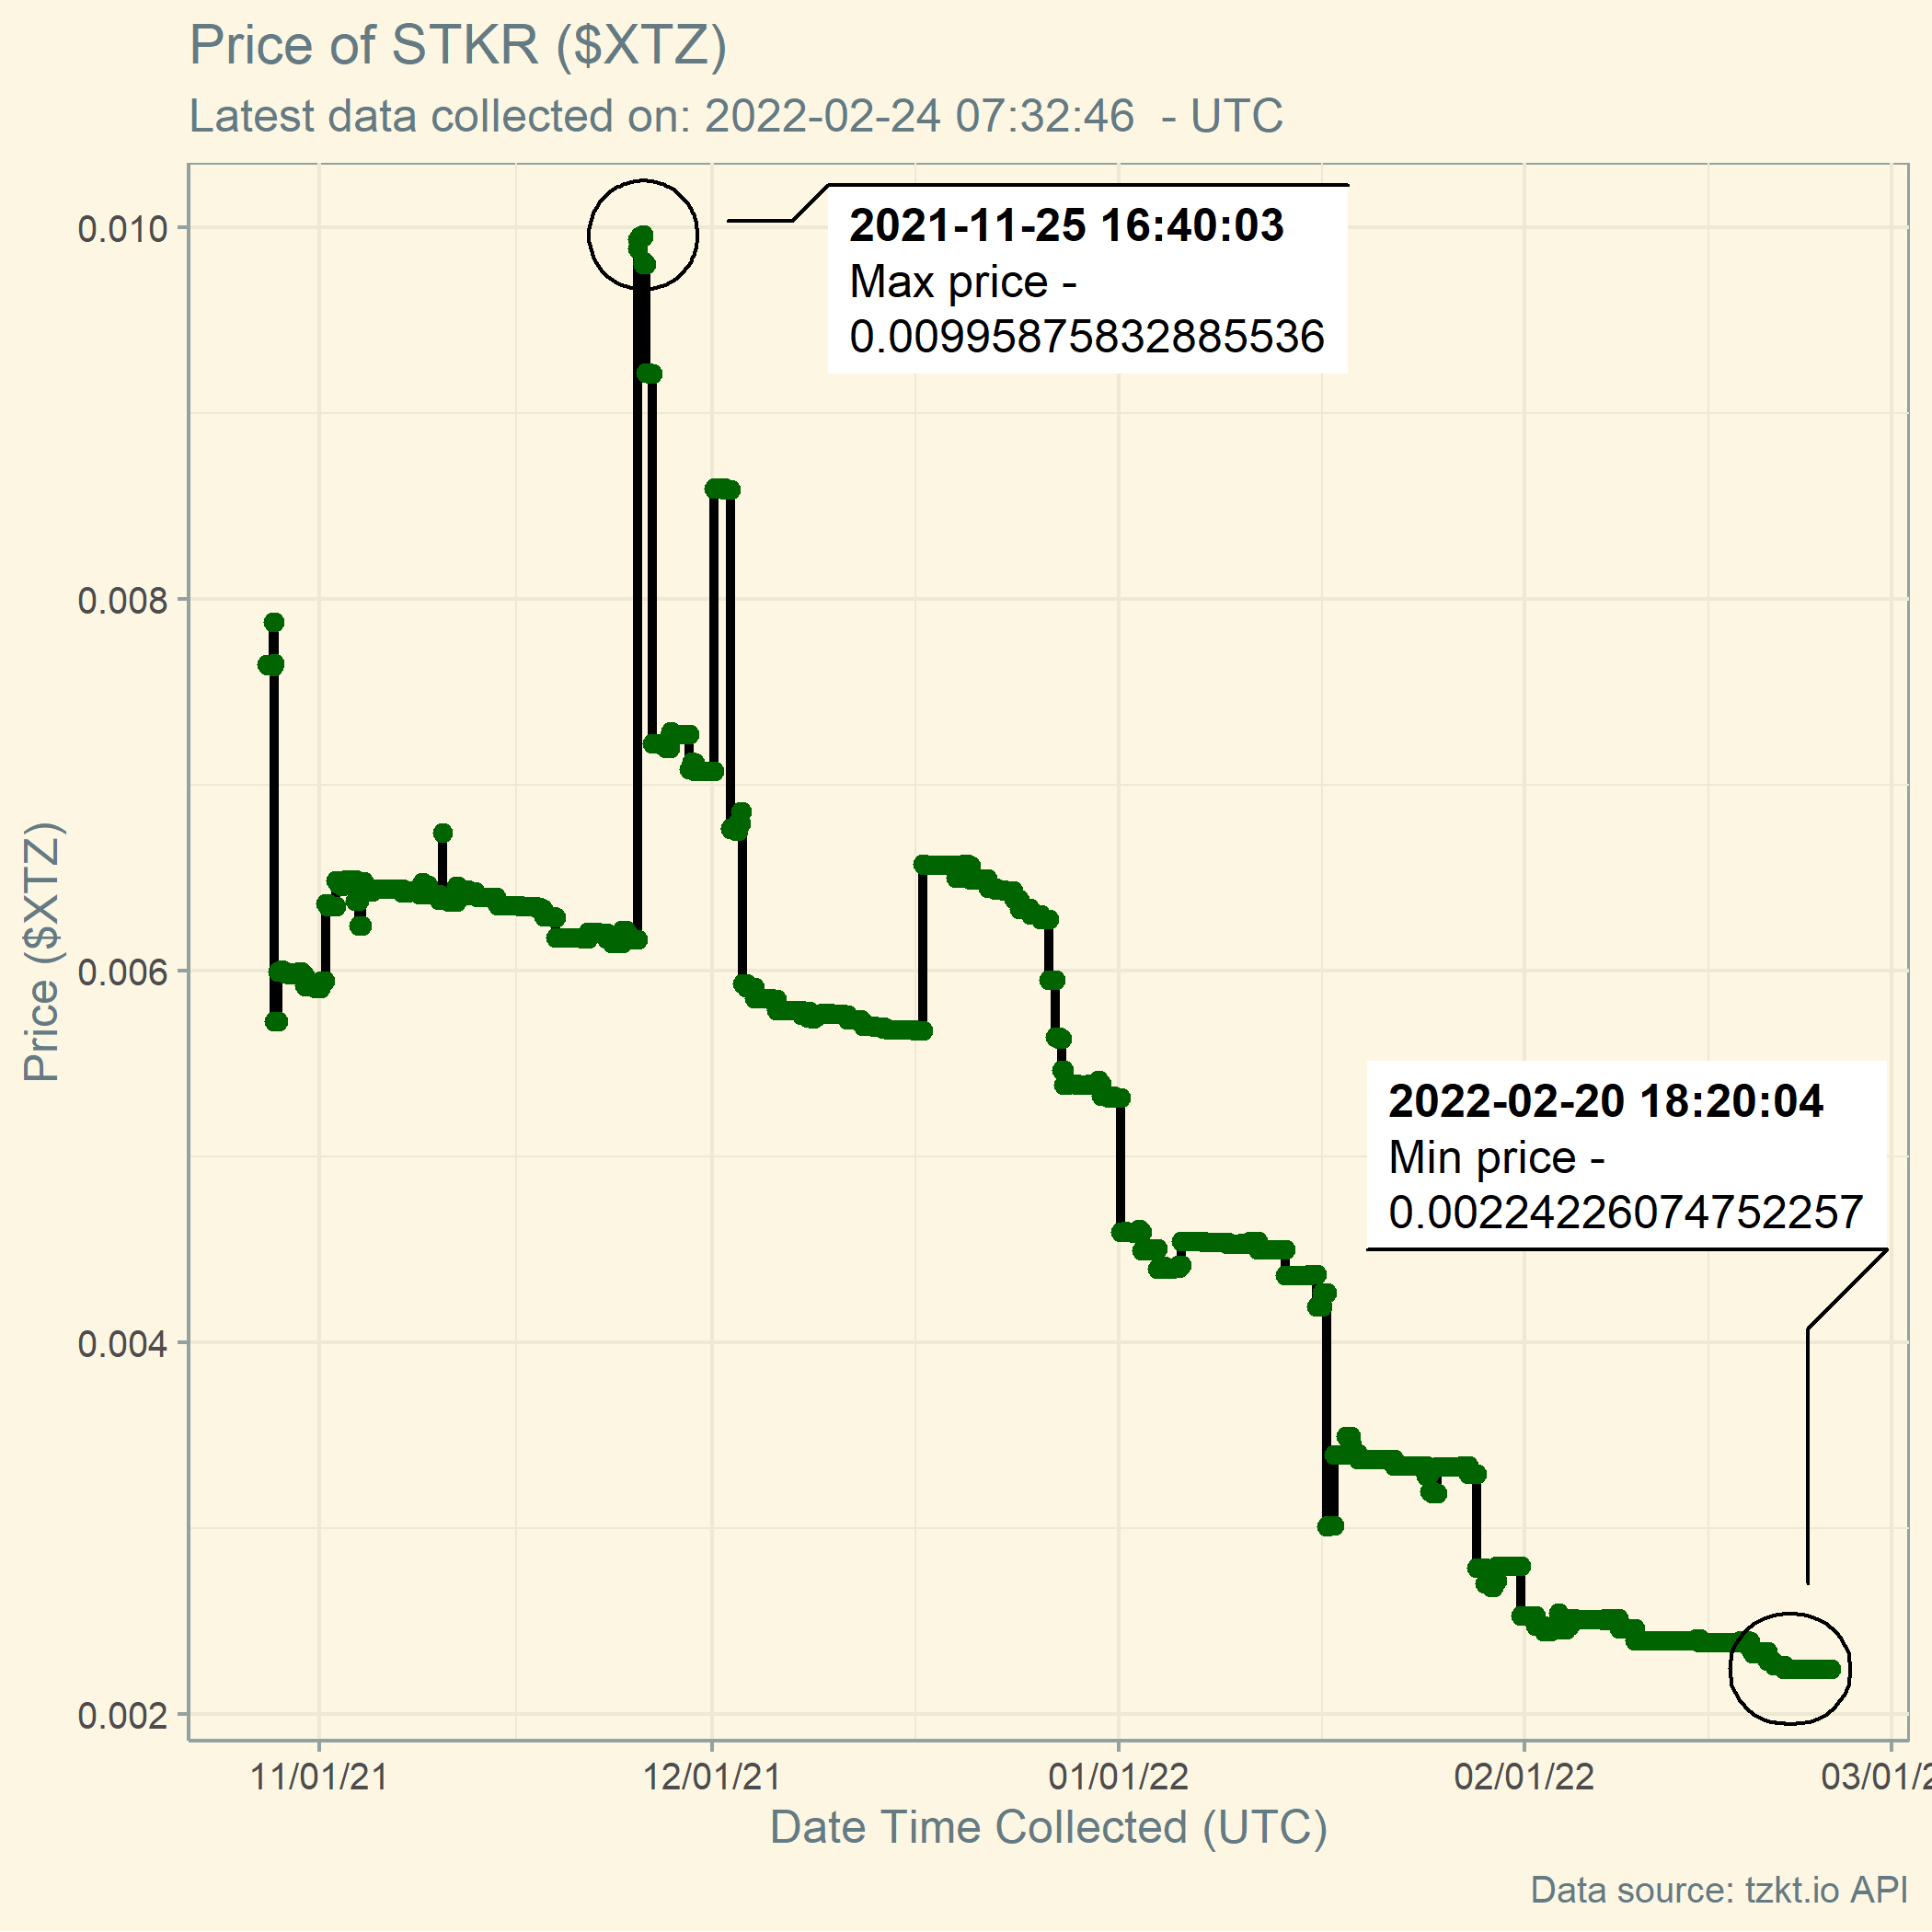 Price of STKR ($XTZ)
Latest data collected on: 2022-02-24 07:32:46  - UTC
2021-11-25 16:40:03
Max price -
0.00995875832885536
2022-02-20 18:20:04
Min price -
0.00224226074752257
Price ($XTZ)
0.010
0.008
0.006
0.004
0.002
11/01/21
12/01/21
01/01/22
02/01/22
03/01/2
Date Time Collected (UTC)
Data source: tzkt.io API